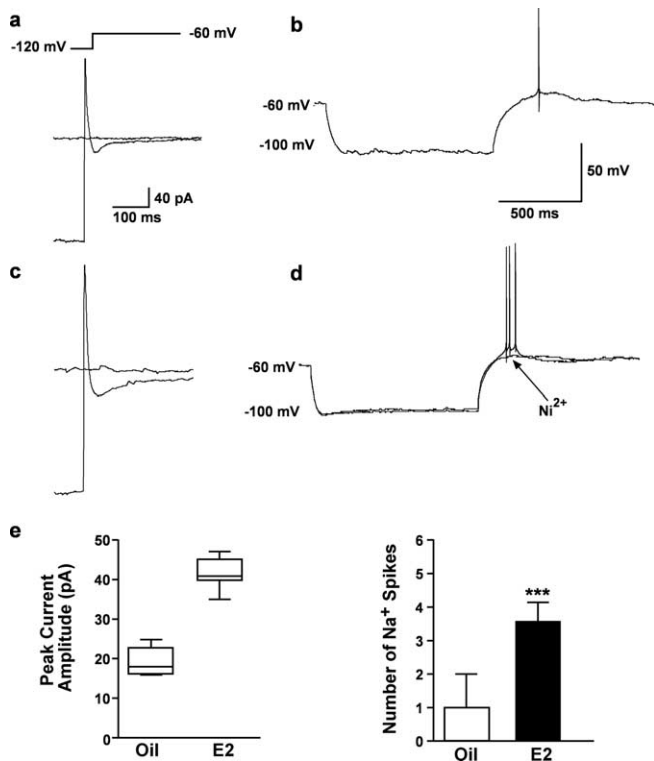 a
-120 mV
-60 mV
40 pA
100 ms
b
-60 mV
-100 mV
50 mV
500 ms
c
d
-60 mV
-100 mV
Ni2+
e
Peak Current
Amplitude (pA)
50
40
30
20
10
0
Oil
E2
Number of Na+ Spikes
6
5
4
3
2
1
0
***
Oil
E2